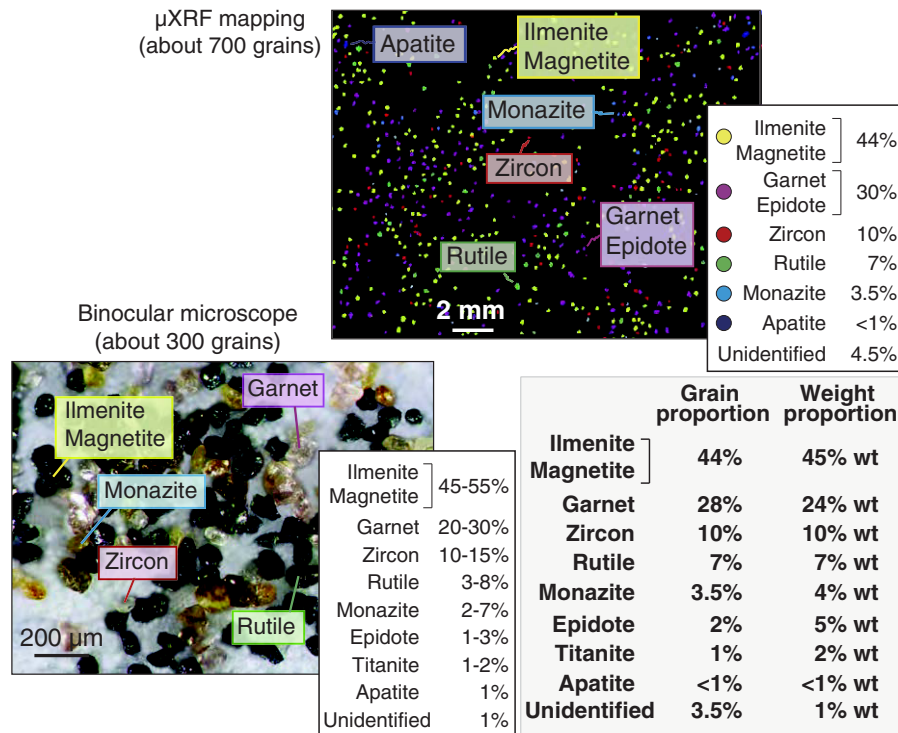 µXRF mapping
(about 700 grains)
Apatite
Ilmenite
Magnetite
Monazite
Zircon
Garnet
Epidote
Rutile
2 mm
Ilmenite
Magnetite 44%
Garnet
Epidote 30%
Zircon 10%
Rutile 7%
Monazite 3.5%
Apatite <1%
Unidentified 4.5%
Binocular microscope
(about 300 grains)
Garnet
Ilmenite
Magnetite
Monazite
Zircon
Rutile
200 µm
Ilmenite
Magnetite 45-55%
Garnet 20-30%
Zircon 10-15%
Rutile 3-8%
Monazite 2-7%
Epidote 1-3%
Titanite 1-2%
Apatite 1%
Unidentified 1%
Grain Weight
proportion proportion
Ilmenite
Magnetite 44% 45% wt
Garnet 28% 24% wt
Zircon 10% 10% wt
Rutile 7% 7% wt
Monazite 3.5% 4% wt
Epidote 2% 5% wt
Titanite 1% 2% wt
Apatite <1% <1% wt
Unidentified 3.5% 1% wt